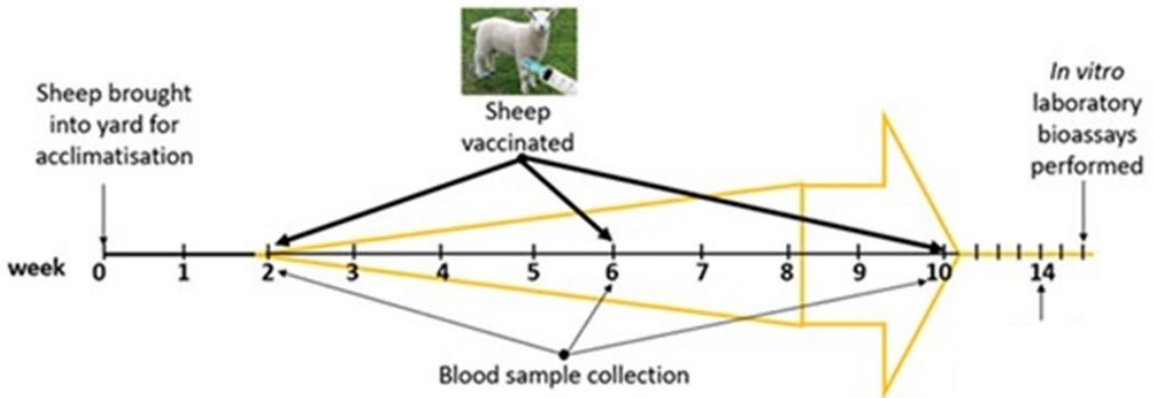 Sheep brought
into yard for
acclimatisation
Sheep
vaccinated
In vitro
laboratory
bioassays
performed
week 0 1 2 3 4 5 6 7 8 9 10 14
Blood sample collection